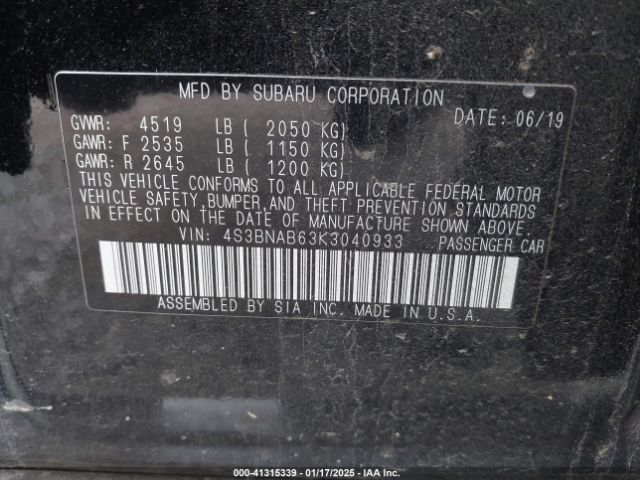 MFD BY SUBARU CORPORATION
DATE: 06/19
GVWR: 4519 LB ( 2050 KG)
GAWR: F 2535 LB ( 1150 KG)
GAWR: R 2645 LB ( 1200 KG)
THIS VEHICLE CONFORMS TO ALL APPLICABLE FEDERAL MOTOR
VEHICLE SAFETY, BUMPER, AND THEFT PREVENTION STANDARDS
IN EFFECT ON THE DATE OF MANUFACTURE SHOWN ABOVE.
VIN: 4S3BNAB63K3040933 PASSENGER CAR
ASSEMBLED BY SIA INC. MADE IN U.S.A.
000-41315339 - 01/17/2025 - IAA Inc.